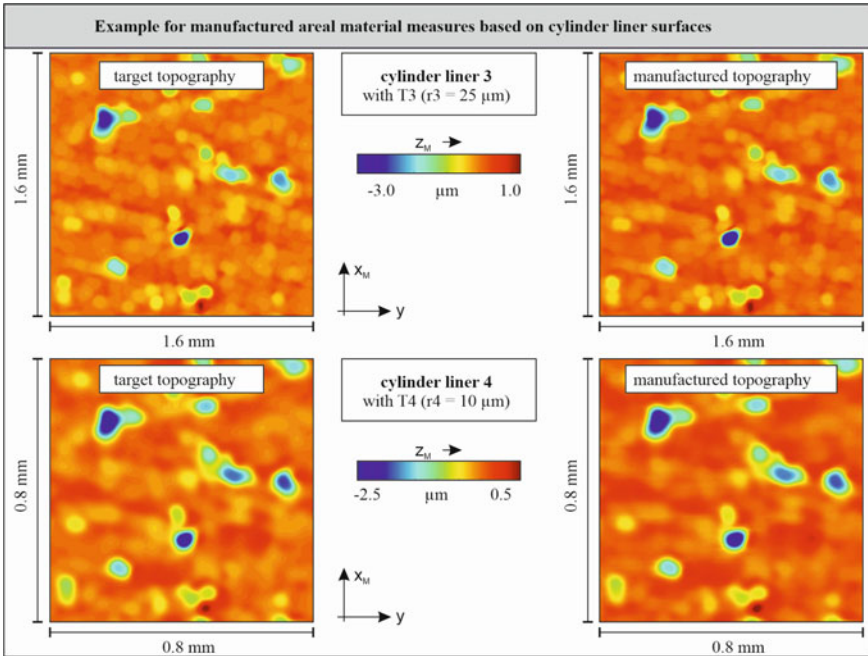 Example for manufactured areal material measures based on cylinder liner surfaces
target topography
1.6 mm
1.6 mm
cylinder liner 3
with T3 (r3 = 25 µm)
z_M
-3.0 µm 1.0
x_M
y
manufactured topography
1.6 mm
1.6 mm
target topography
0.8 mm
0.8 mm
cylinder liner 4
with T4 (r4 = 10 µm)
z_M
-2.5 µm 0.5
x_M
y
manufactured topography
0.8 mm
0.8 mm